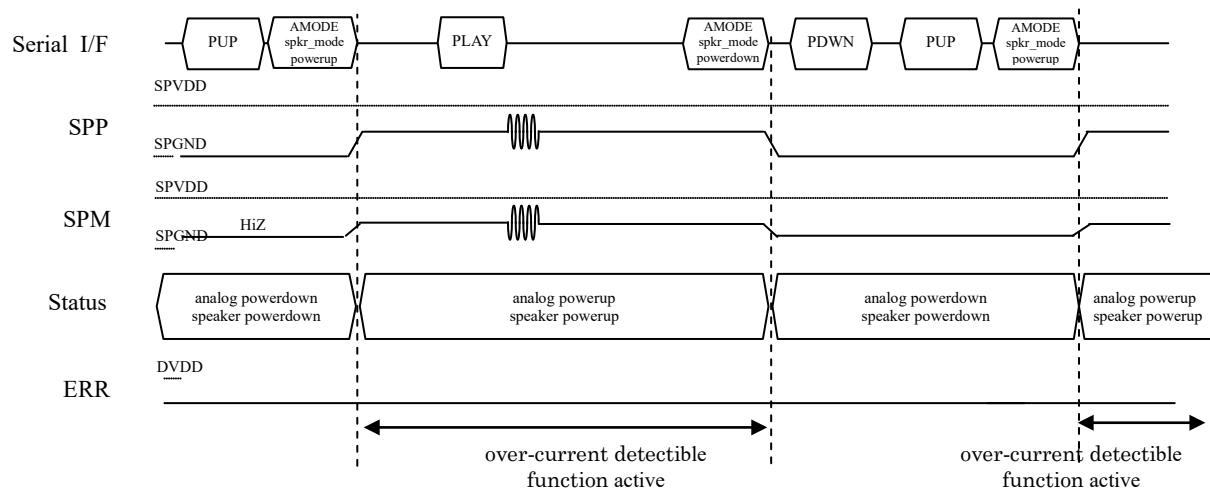 Serial I/F
PUP
AMODE
spkr_mode
powerup
PLAY
AMODE
spkr_mode
powerdown
PDWN
PUP
AMODE
spkr_mode
powerup
SPVDD
SPP
SPGND
SPVDD
SPM
HiZ
SPGND
Status
analog powerdown
speaker powerdown
analog powerup
speaker powerup
analog powerdown
speaker powerdown
analog powerup
speaker powerup
DVDD
ERR
over-current detectible
function active
over-current detectible
function active